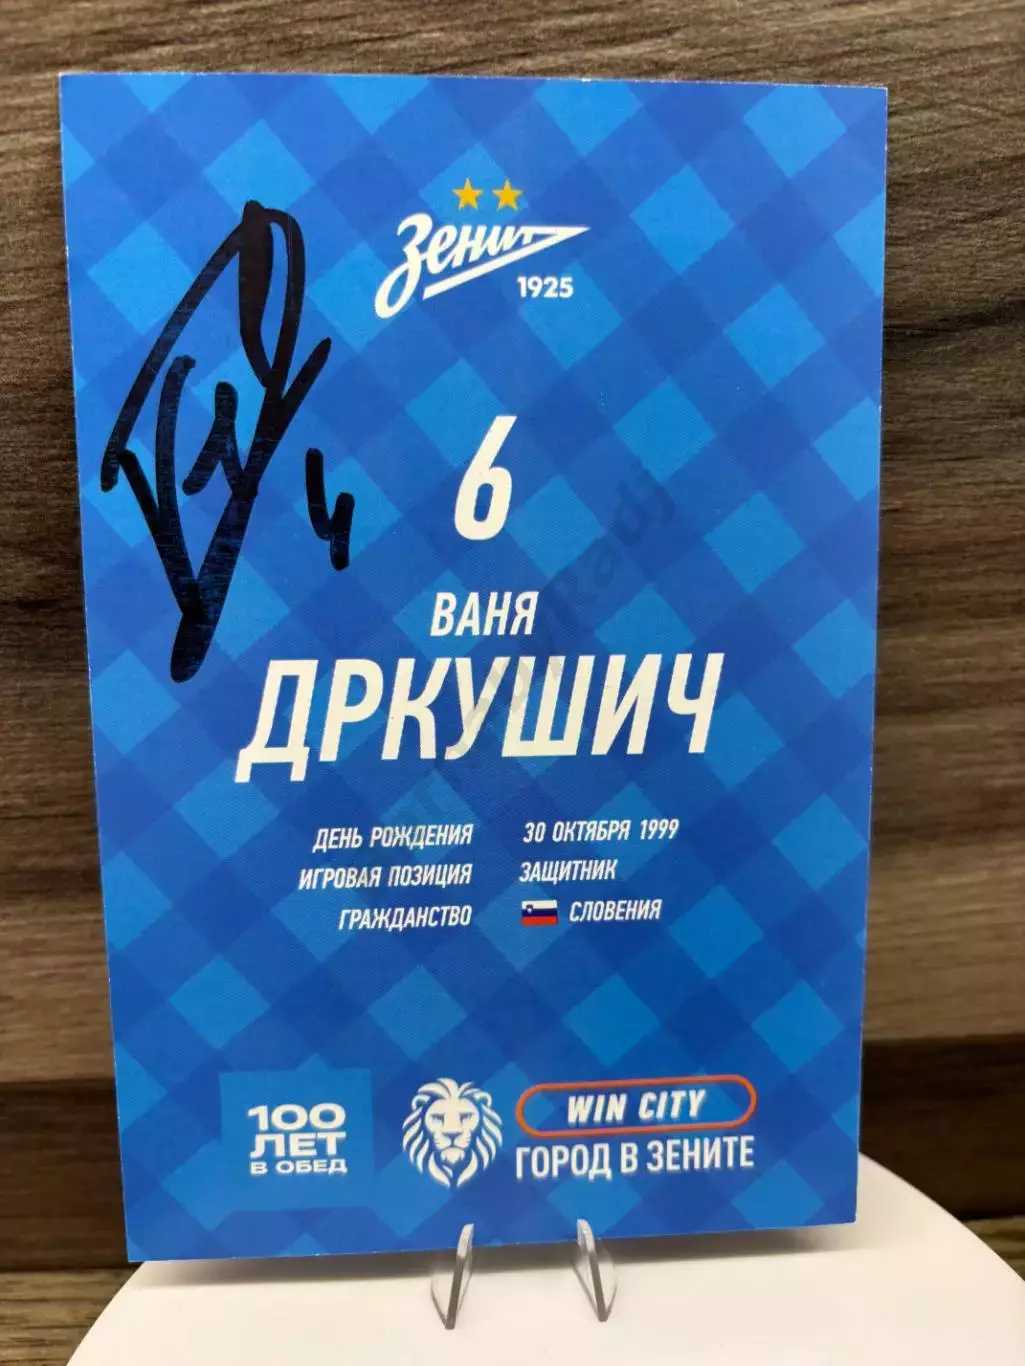 Зенит
1925
6
ВАНЯ
ДРКУШИЧ
ДЕНЬ РОЖДЕНИЯ 30 ОКТЯБРЯ 1999
ИГРОВАЯ ПОЗИЦИЯ ЗАЩИТНИК
ГРАЖДАНСТВО СЛОВЕНИЯ
100
ЛЕТ
В ОБЕД
WIN CITY
ГОРОД В ЗЕНИТЕ